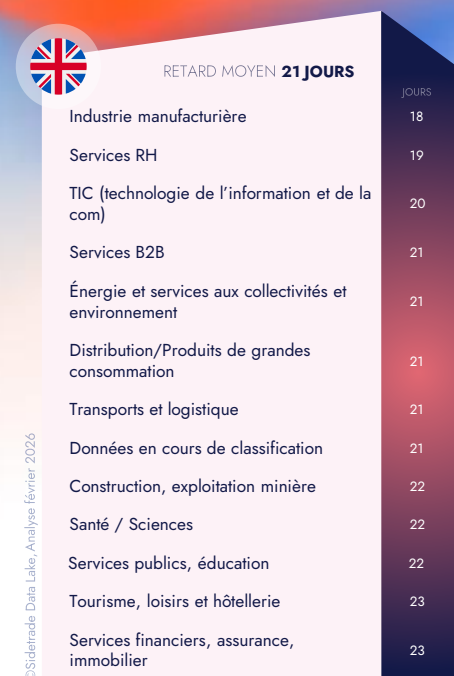 RETARD MOYEN 21 JOURS
JOURS
Industrie manufacturière 18
Services RH 19
TIC (technologie de l'information et de la
com) 20
Services B2B 21
Énergie et services aux collectivités et
environnement 21
Distribution/Produits de grandes
consommation 21
Transports et logistique 21
Données en cours de classification 21
Construction, exploitation minière 22
Santé / Sciences 22
Services publics, éducation 22
Tourisme, loisirs et hôtellerie 23
Services financiers, assurance,
immobilier 23
©Sidetrade Data Lake, Analyse février 2026